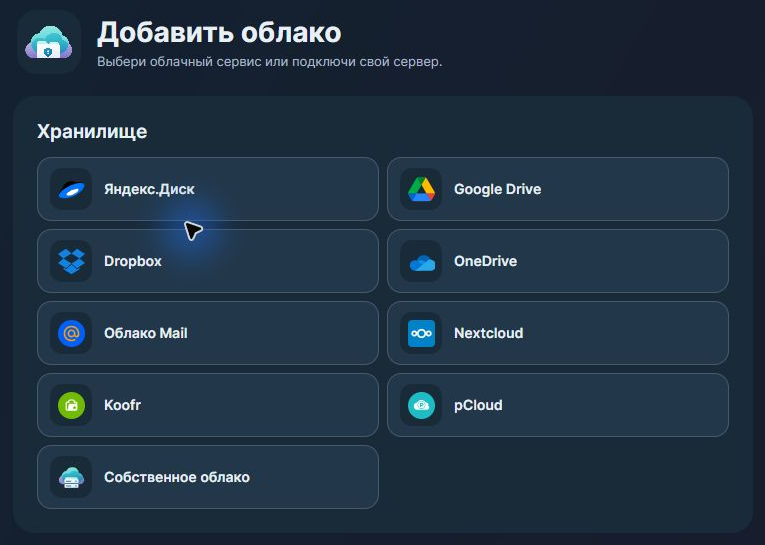 Добавить облако
Выбери облачный сервис или подключи свой сервер.
Хранилище
Яндекс.Диск
Google Drive
Dropbox
OneDrive
Облако Mail
Nextcloud
Koofr
pCloud
Собственное облако